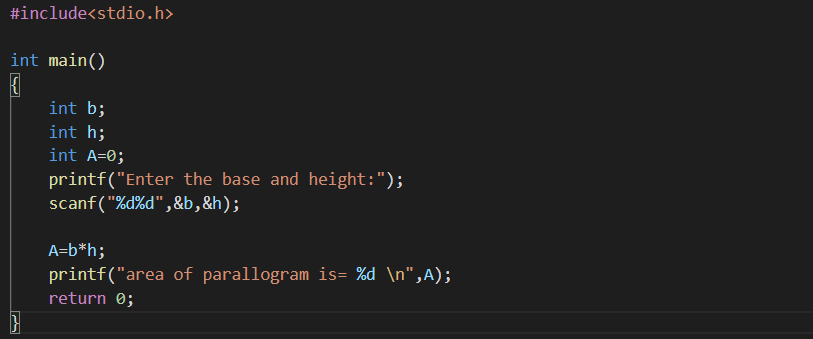 #include<stdio.h>
int main()
{
int b;
int h;
int A=0;
printf("Enter the base and height:");
scanf("%d%d",&b,&h);
A=b*h;
printf("area of parallogram is= %d \n",A);
return 0;
}